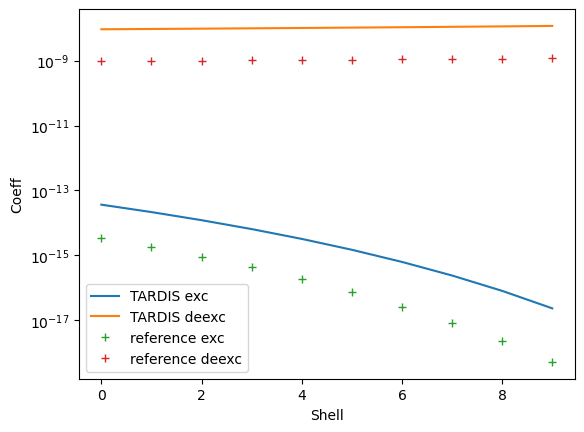 Coeff
10⁻⁹
10⁻¹¹
10⁻¹³
10⁻¹⁵
10⁻¹⁷
TARDIS exc
TARDIS deexc
reference exc
reference deexc
0 2 4 6 8
Shell